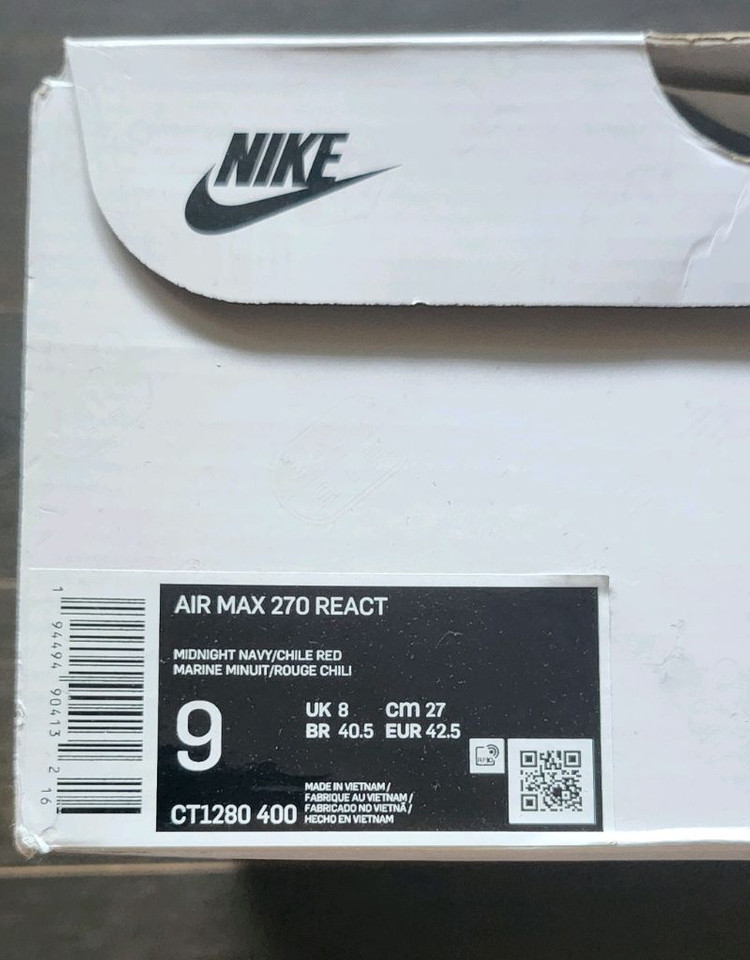 NIKE
AIR MAX 270 REACT
MIDNIGHT NAVY/CHILE RED
MARINE MINUIT/ROUGE CHILI
9
UK 8 cm 27
BR 40.5 EUR 42.5
MADE IN VIETNAM /
FABRIQUE AU VIETNAM /
FABRICADO NO VIETNÃ /
HECHO EN VIETNAM
CT1280 400
1 94494 90413 2 16